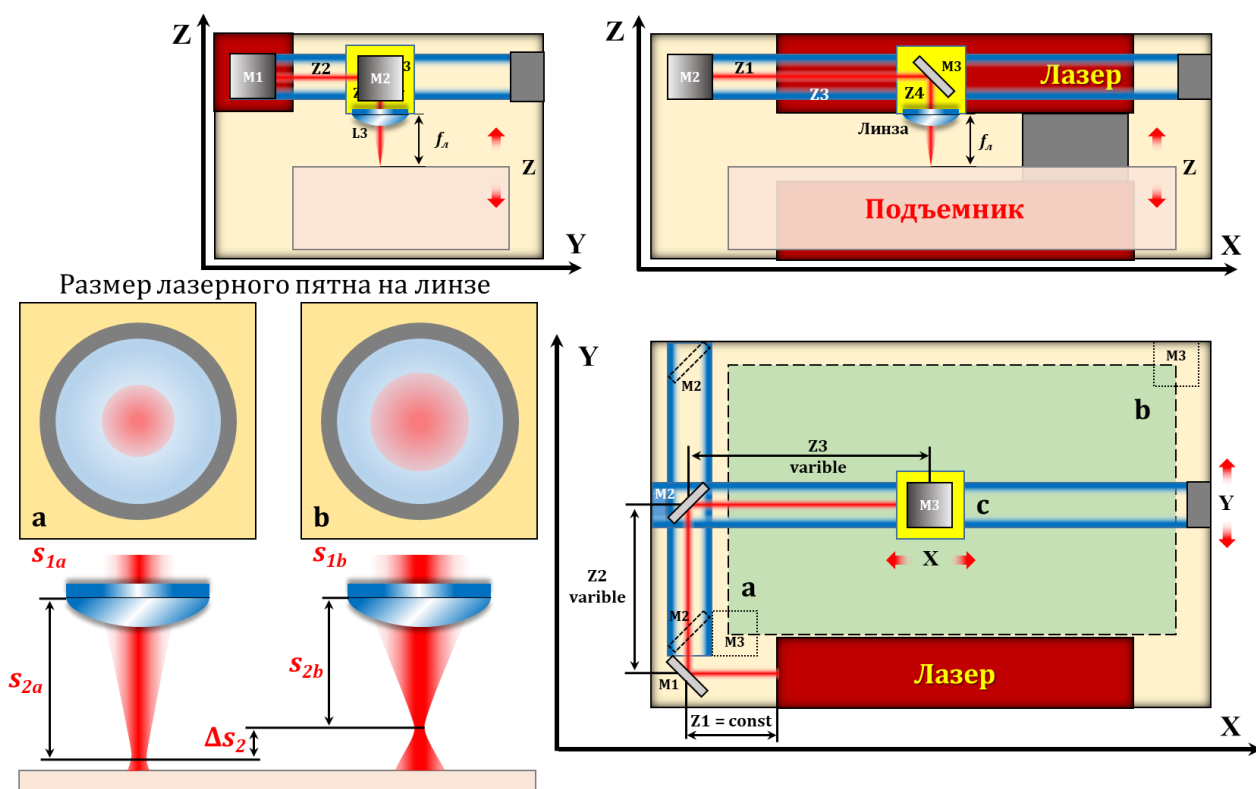 Z
M1
Z2
M2
3
Z
L3
fл
Z
Y
Z
M2
Z1
M3
Лазер
Z3
Z4
Линза
fл
Z
Подъемник
X
Размер лазерного пятна на линзе
a
b
s1a
s1b
s2a
s2b
Δs2
Y
M2
M3
b
Z3
varible
M2
M3
c
Y
X
Z2
varible
a
M2
M3
M1
Лазер
Z1 = const
X